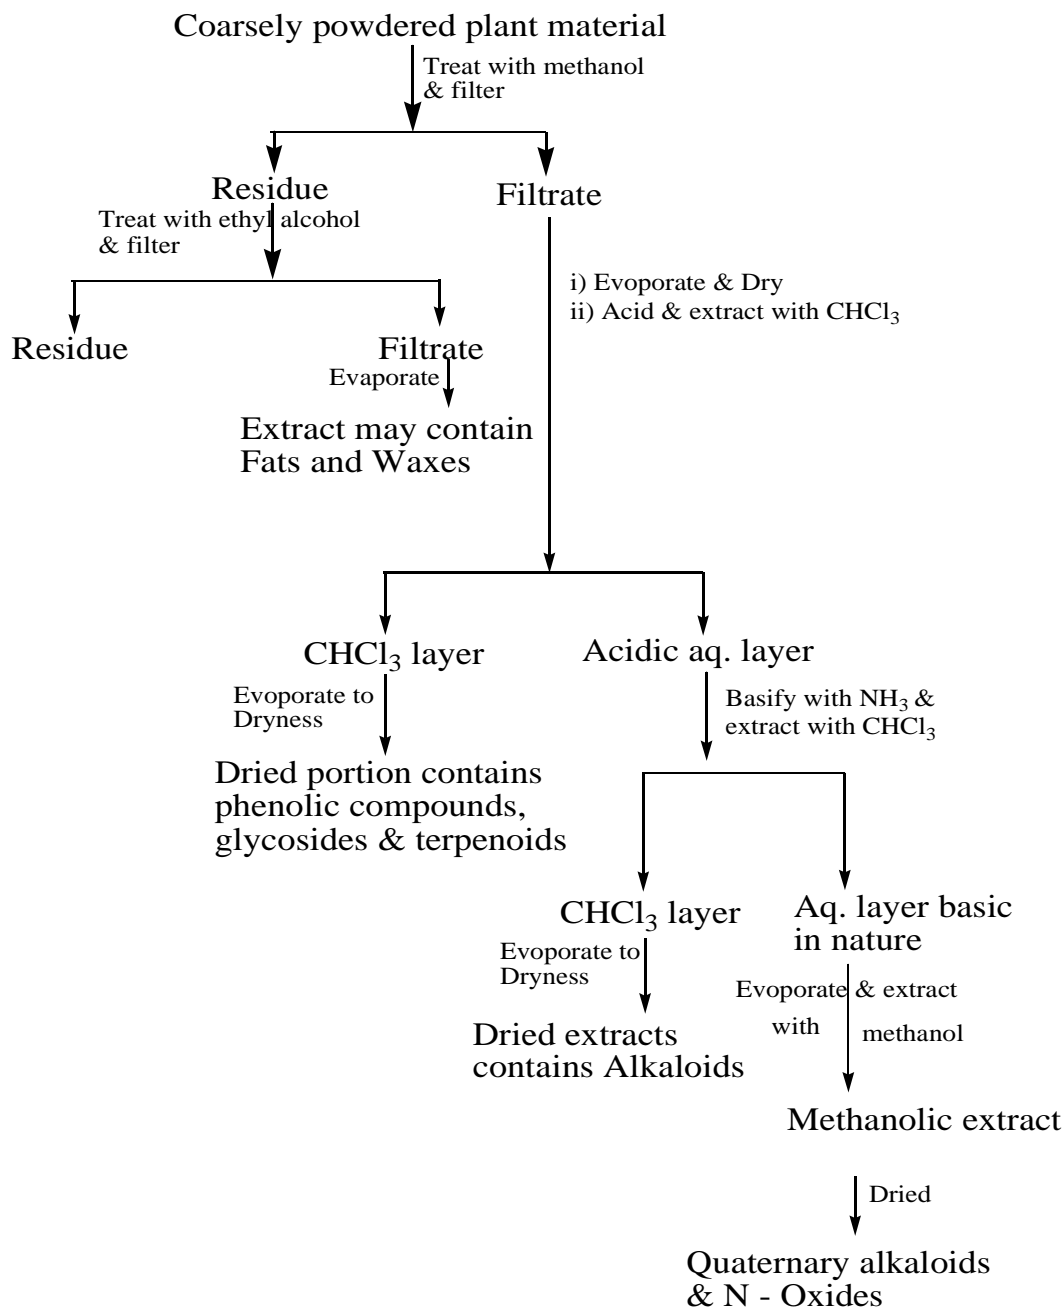 Coarsely powdered plant material
Treat with methanol
& filter
Residue
Filtrate
Treat with ethyl alcohol
& filter
i) Evoporate & Dry
ii) Acid & extract with CHCl3
Residue
Filtrate
Evaporate
Extract may contain
Fats and Waxes
CHCl3 layer
Acidic aq. layer
Evoporate to
Dryness
Basify with NH3 &
extract with CHCl3
Dried portion contains
phenolic compounds,
glycosides & terpenoids
CHCl3 layer
Aq. layer basic
in nature
Evoporate to
Dryness
Evoporate & extract
with methanol
Dried extracts
contains Alkaloids
Methanolic extract
Dried
Quaternary alkaloids
& N - Oxides